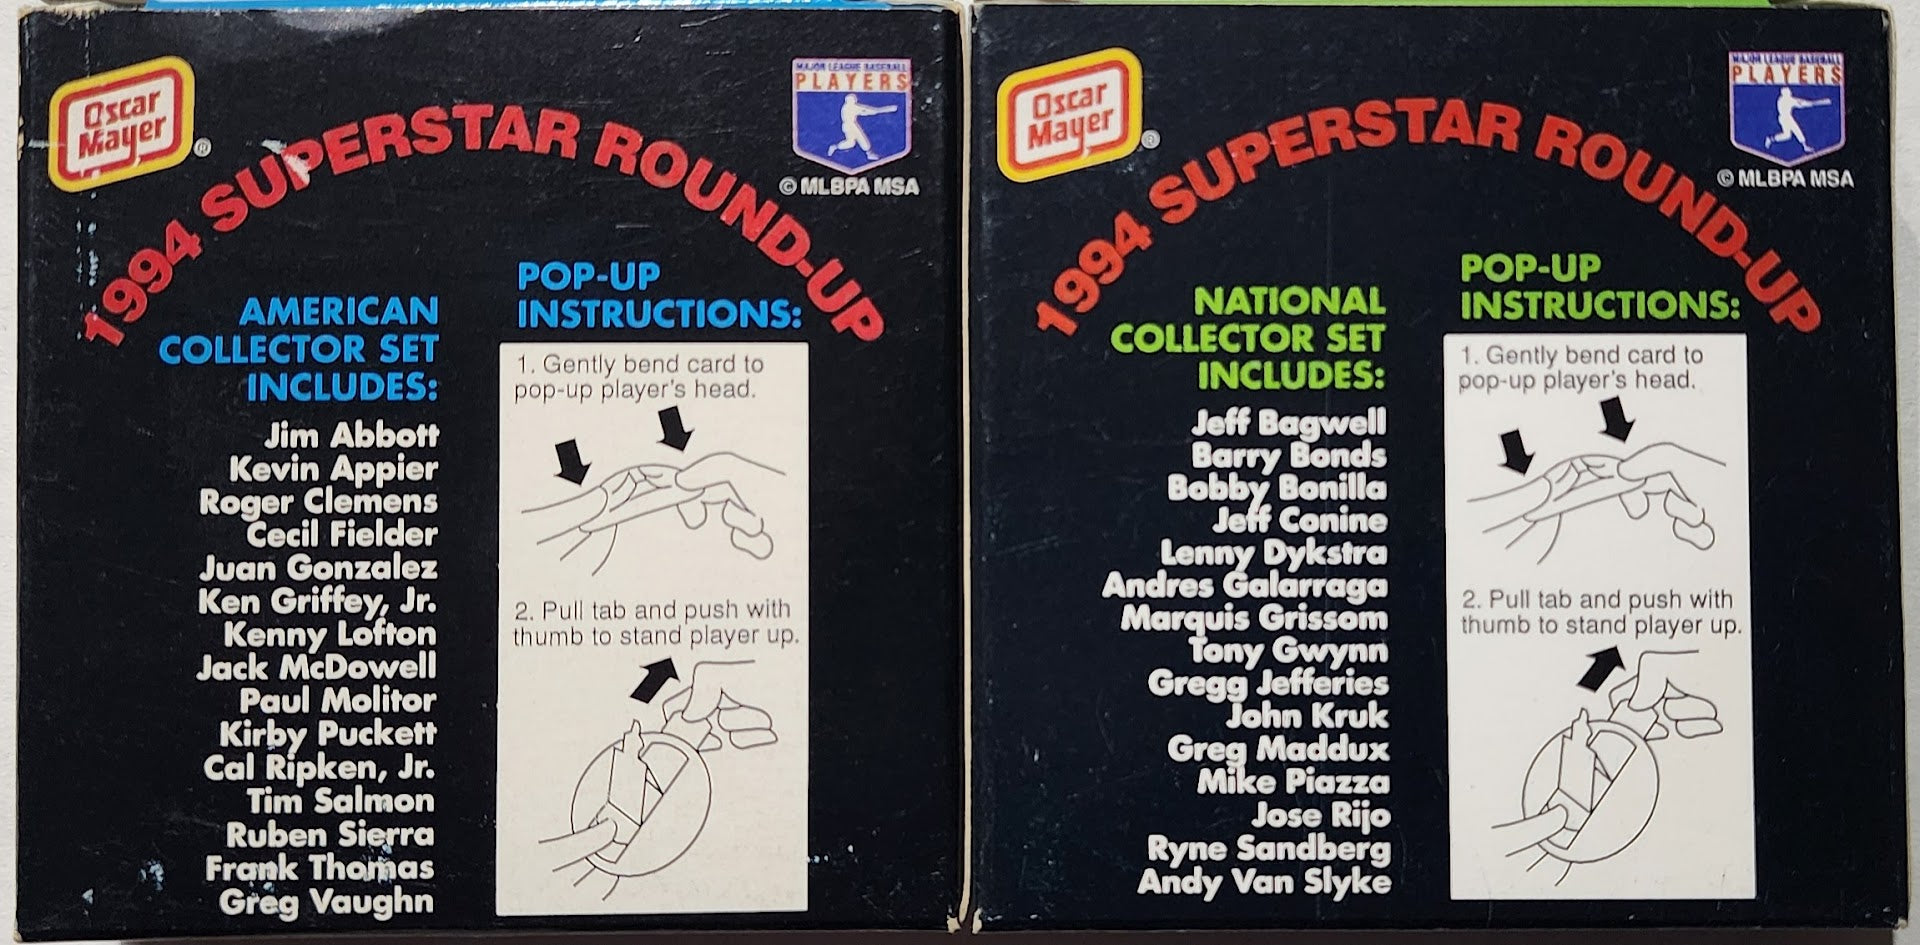 Oscar
Mayer
®
MAJOR LEAGUE BASEBALL
PLAYERS
© MLBPA MSA
1994 SUPERSTAR ROUND-UP
AMERICAN
COLLECTOR SET
INCLUDES:
Jim Abbott
Kevin Appier
Roger Clemens
Cecil Fielder
Juan Gonzalez
Ken Griffey, Jr.
Kenny Lofton
Jack McDowell
Paul Molitor
Kirby Puckett
Cal Ripken, Jr.
Tim Salmon
Ruben Sierra
Frank Thomas
Greg Vaughn
POP-UP
INSTRUCTIONS:
1. Gently bend card to
pop-up player's head.
2. Pull tab and push with
thumb to stand player up.
Oscar
Mayer
®
MAJOR LEAGUE BASEBALL
PLAYERS
© MLBPA MSA
1994 SUPERSTAR ROUND-UP
NATIONAL
COLLECTOR SET
INCLUDES:
Jeff Bagwell
Barry Bonds
Bobby Bonilla
Jeff Conine
Lenny Dykstra
Andres Galarraga
Marquis Grissom
Tony Gwynn
Gregg Jefferies
John Kruk
Greg Maddux
Mike Piazza
Jose Rijo
Ryne Sandberg
Andy Van Slyke
POP-UP
INSTRUCTIONS:
1. Gently bend card to
pop-up player's head.
2. Pull tab and push with
thumb to stand player up.